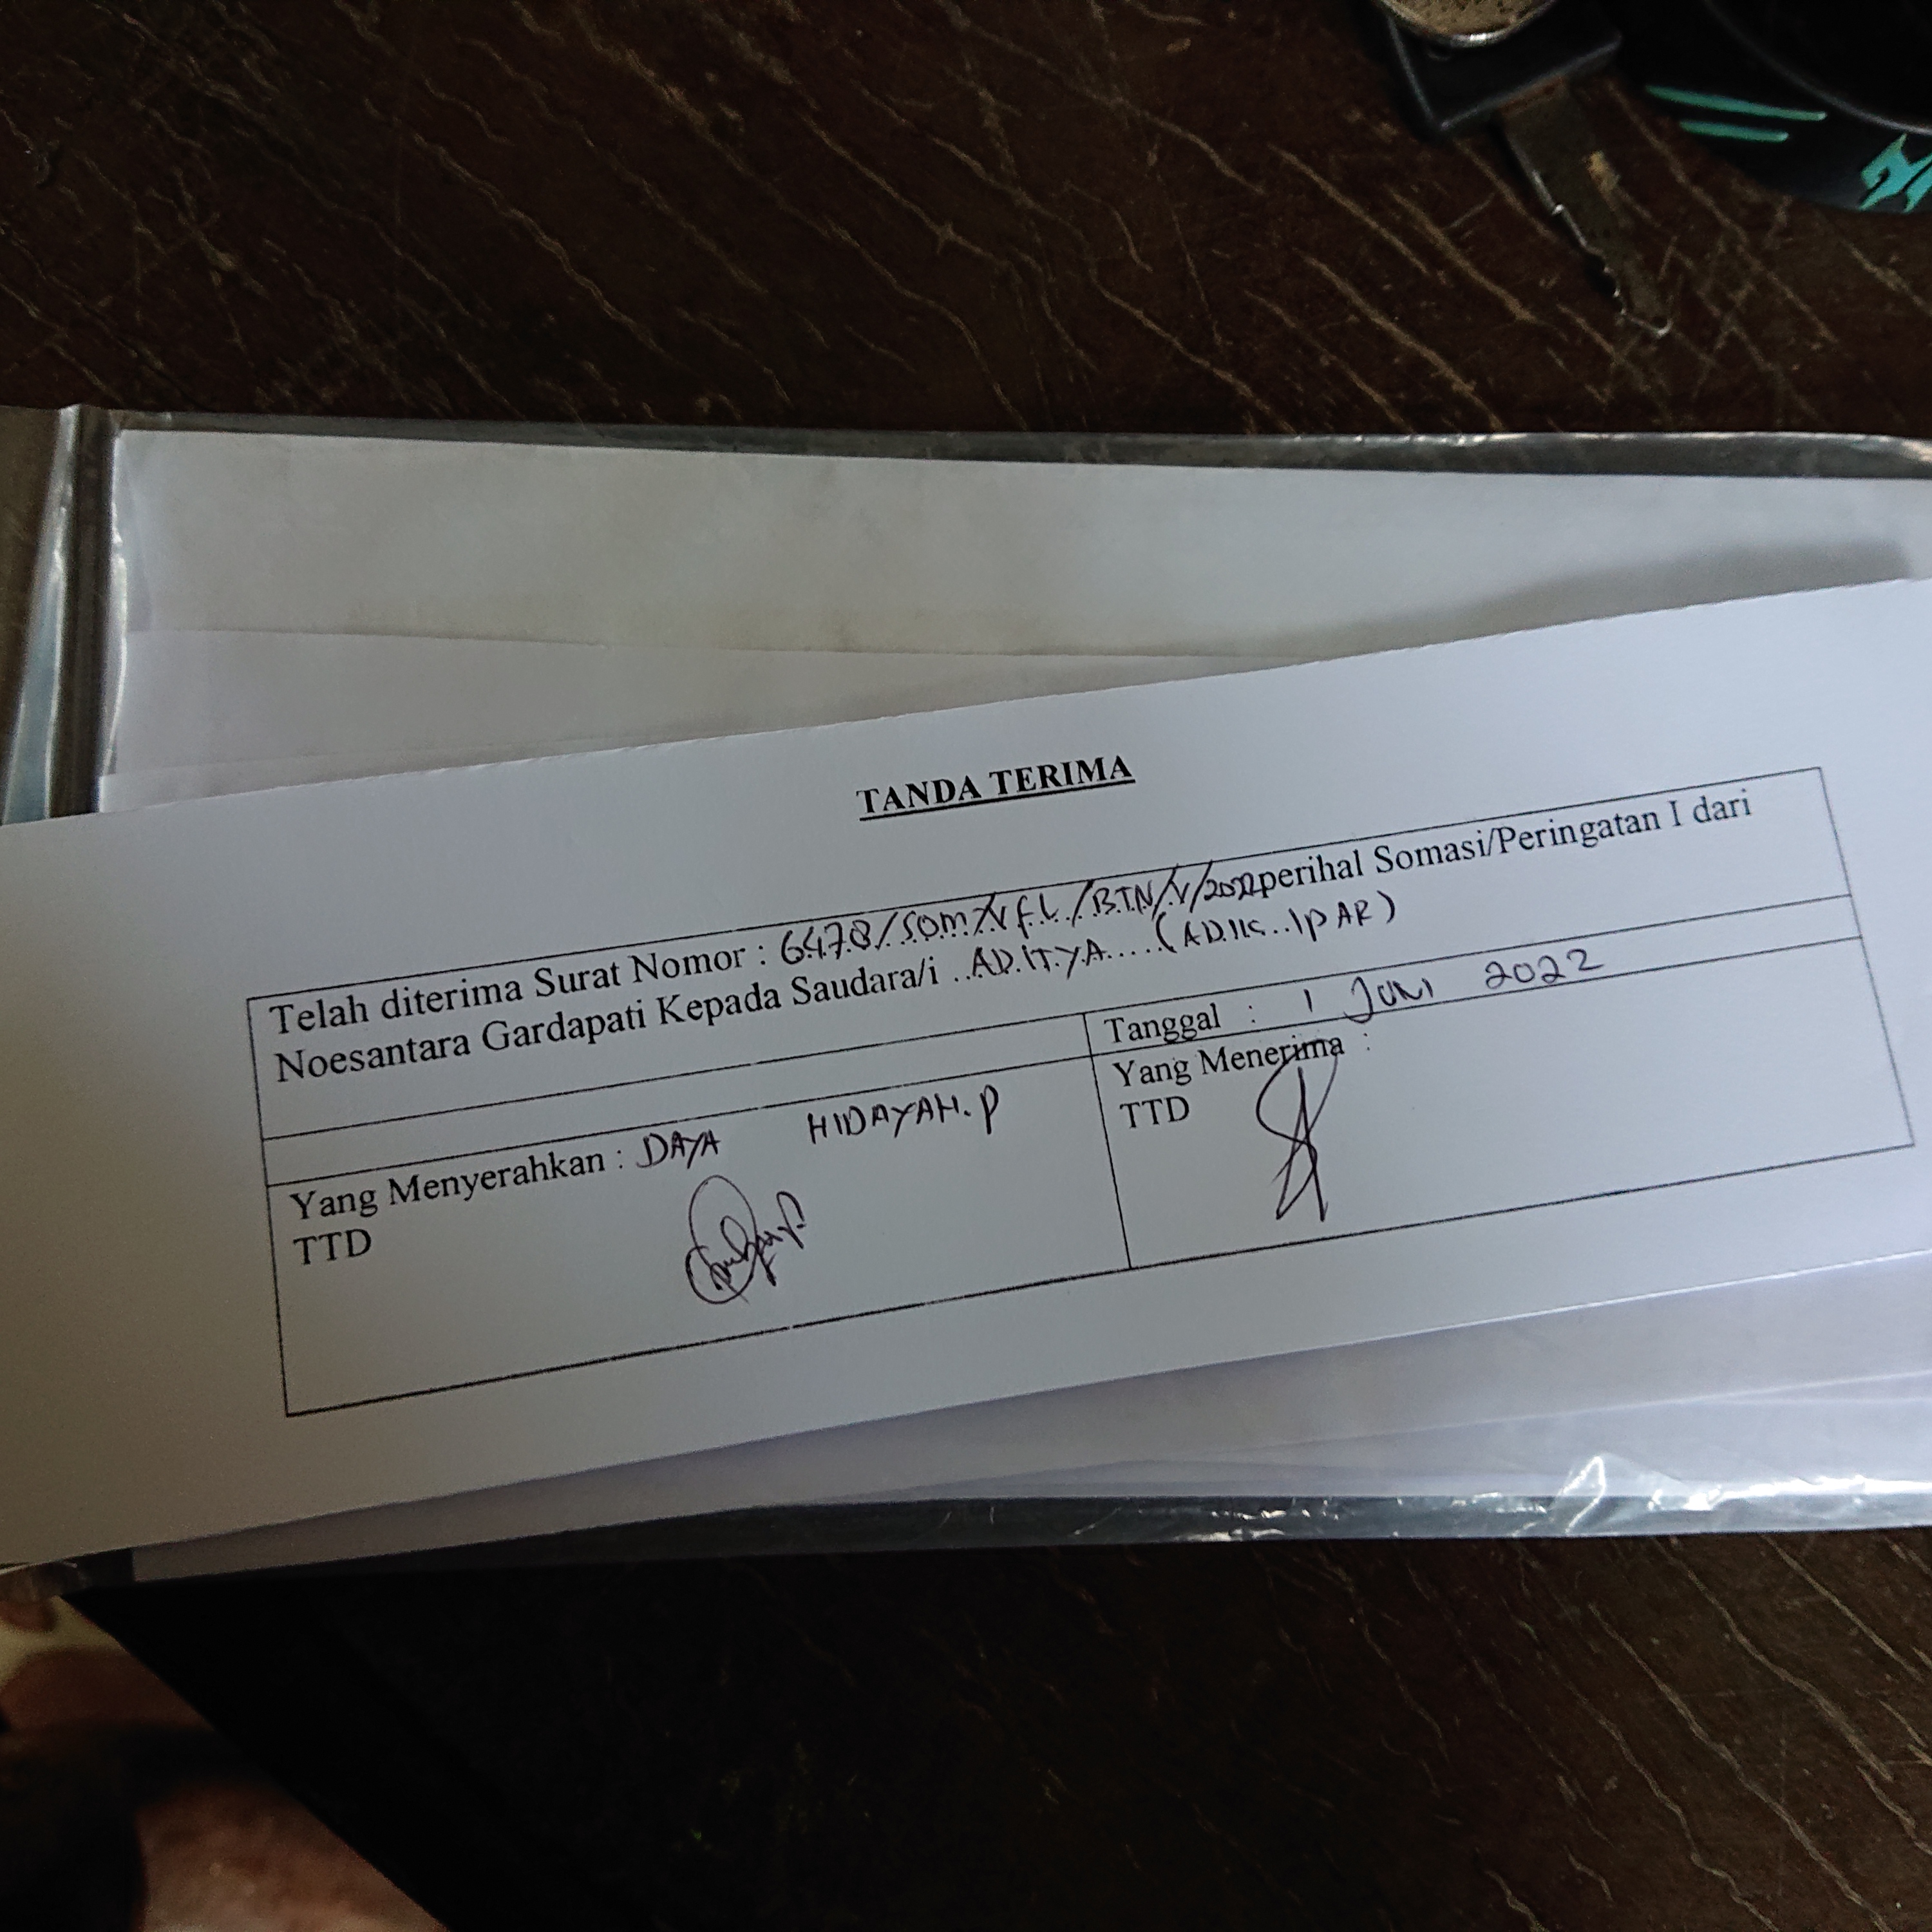 TANDA TERIMA
Telah diterima Surat Nomor : 6478/SOM/VFL/BTN/V/2022 perihal Somasi/Peringatan I dari
Noesantara Gardapati Kepada Saudara/i ..ADITYA....(ADIK..IPAR)
Tanggal : 1 JUNI 2022
Yang Menyerahkan : DAYA HIDAYAH.P
TTD
Yang Menerima :
TTD